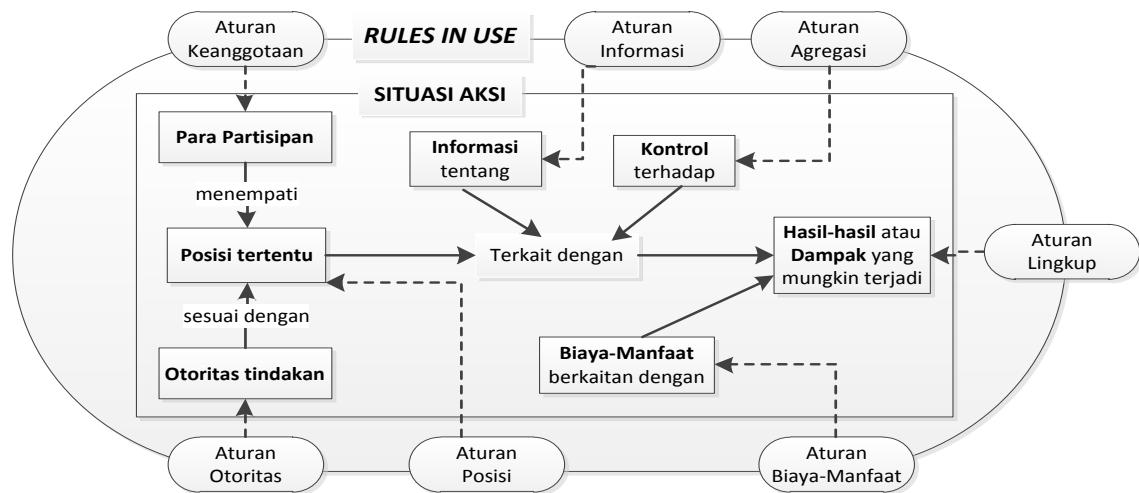 Aturan
Keanggotaan
RULES IN USE
Aturan
Informasi
Aturan
Agregasi
SITUASI AKSI
Para Partisipan
menempati
Posisi tertentu
sesuai dengan
Otoritas tindakan
Informasi
tentang
Kontrol
terhadap
Terkait dengan
Hasil-hasil atau
Dampak yang
mungkin terjadi
Aturan
Lingkup
Biaya-Manfaat
berkaitan dengan
Aturan
Otoritas
Aturan
Posisi
Aturan
Biaya-Manfaat